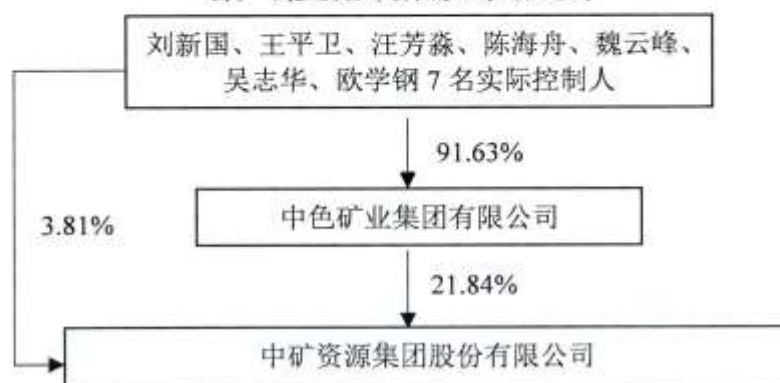 刘新国、王平卫、汪芳淼、陈海舟、魏云峰、
吴志华、欧学钢 7 名实际控制人
91.63%
中色矿业集团有限公司
3.81%
21.84%
中矿资源集团股份有限公司